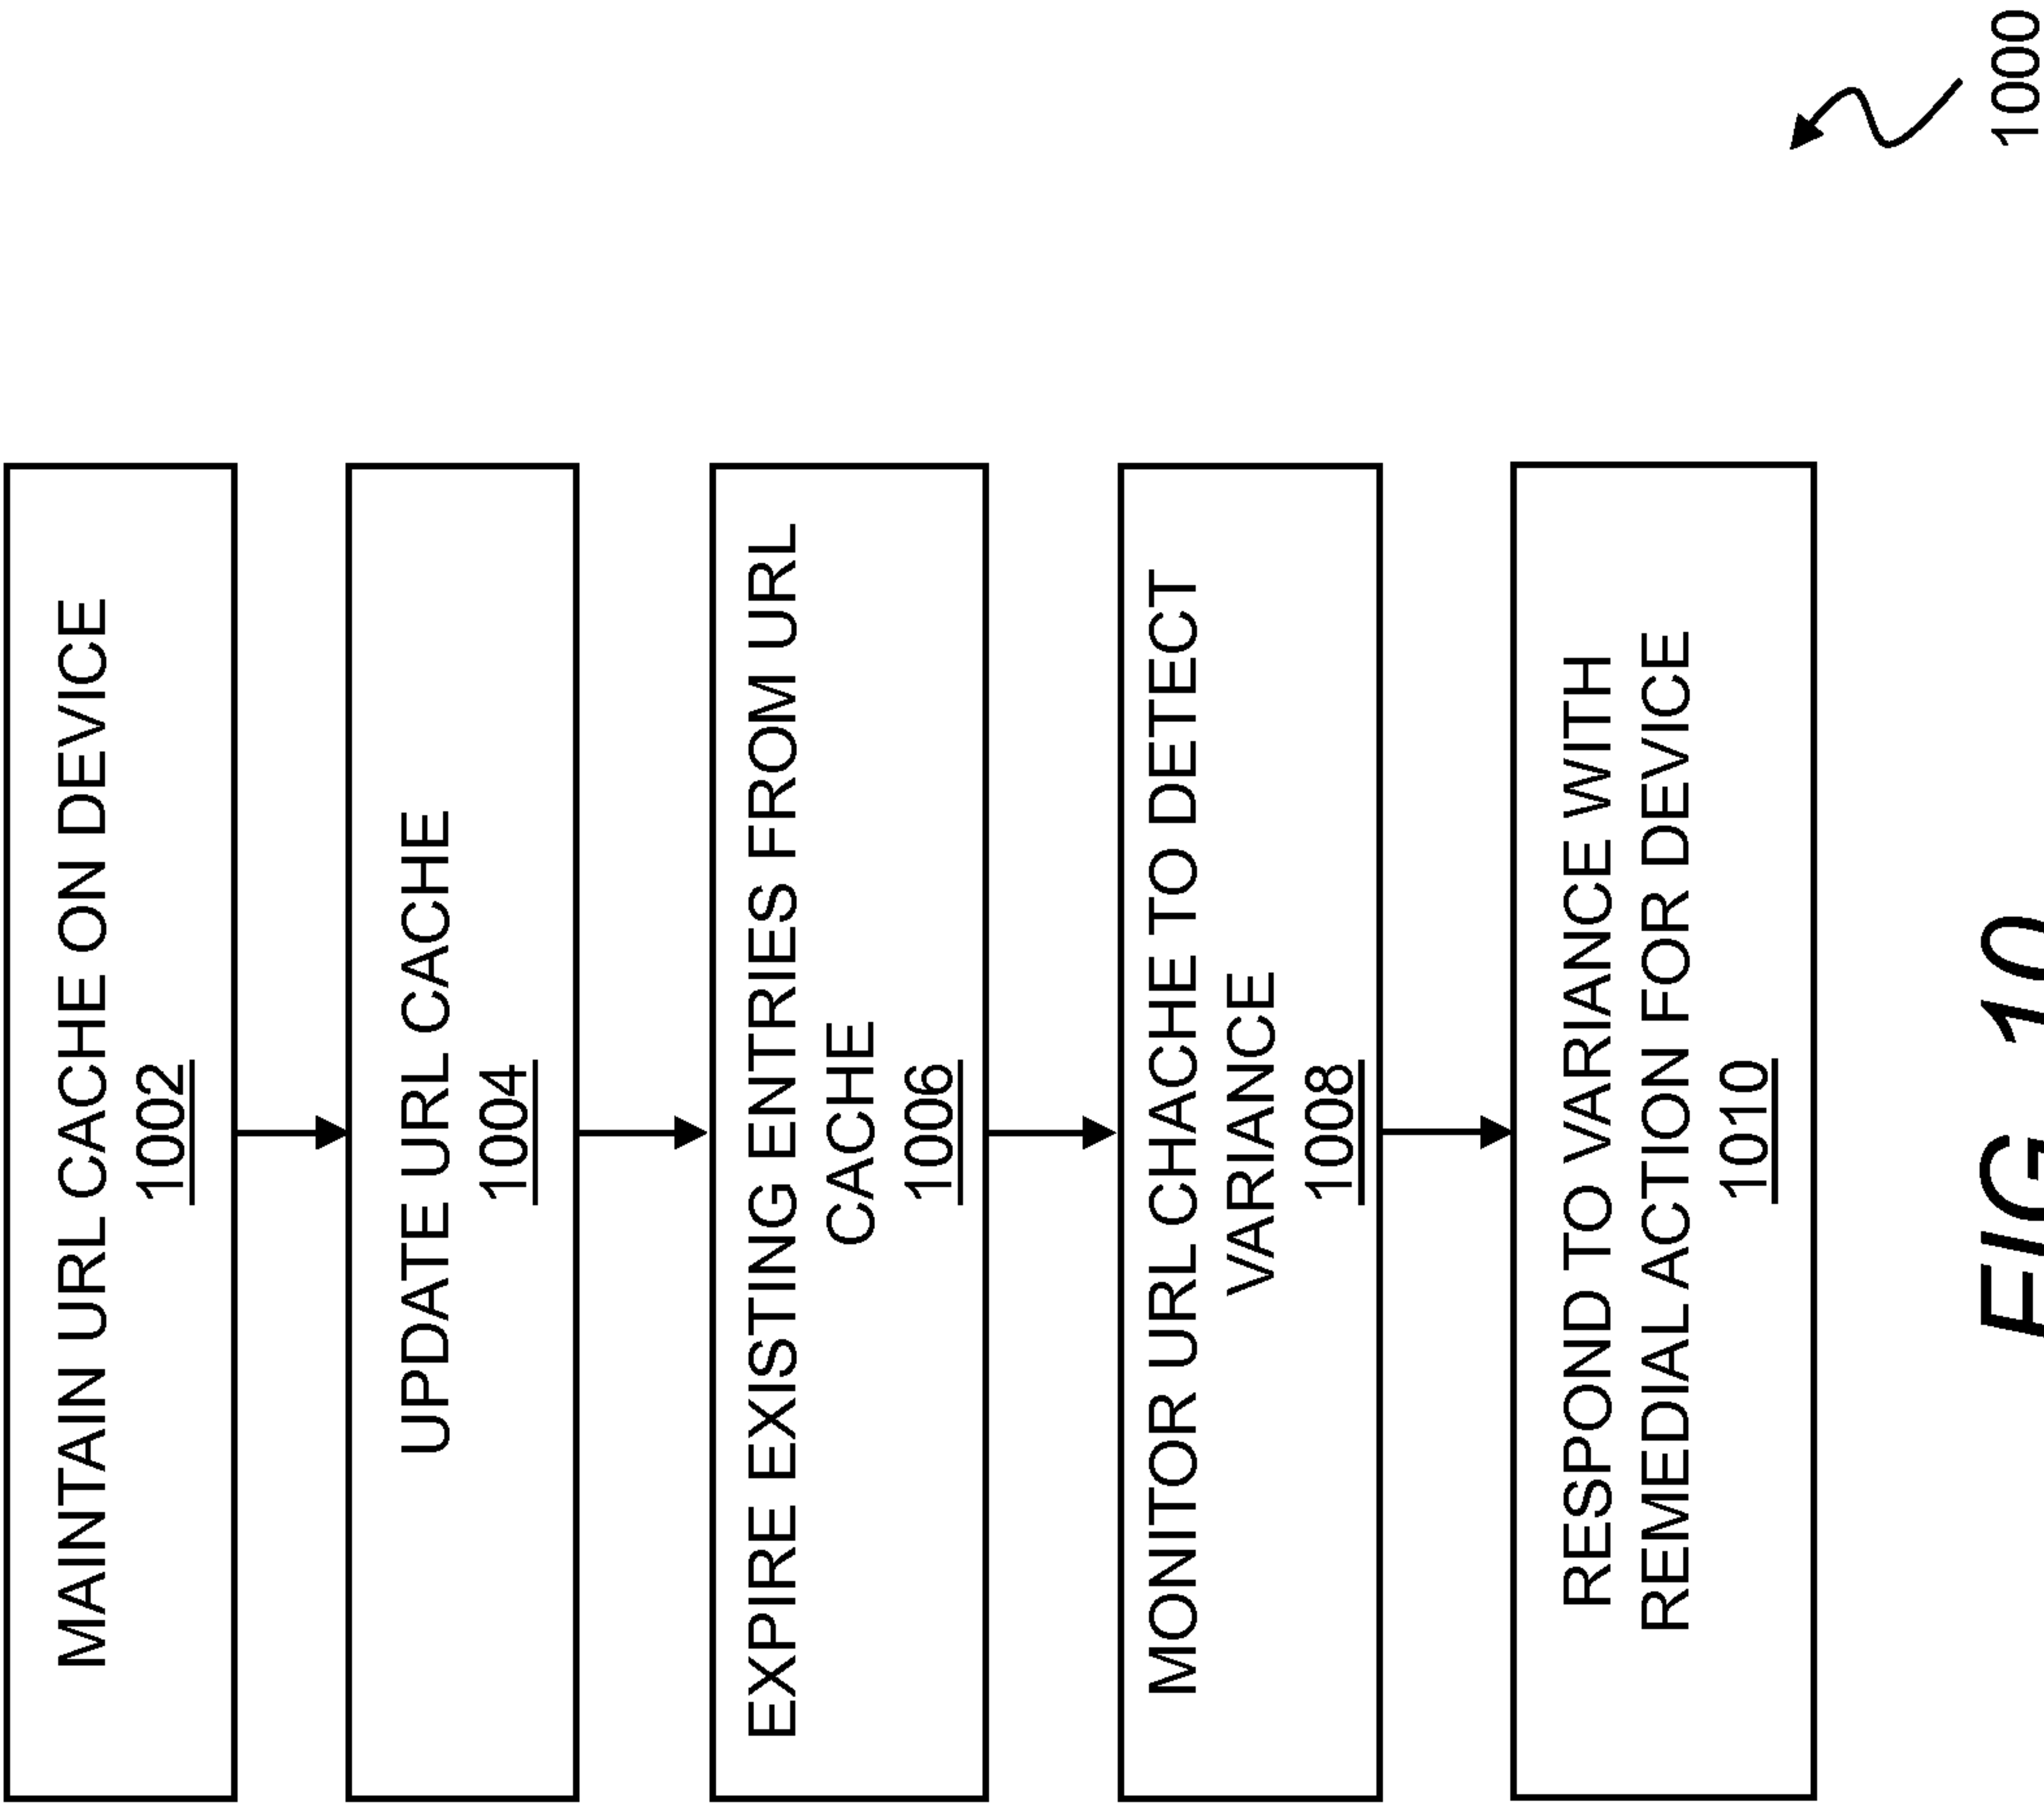 MAINTAIN URL CACHE ON DEVICE
1002
UPDATE URL CACHE
1004
EXPIRE EXISTING ENTRIES FROM URL
CACHE
1006
MONITOR URL CHACHE TO DETECT
VARIANCE
1008
RESPOND TO VARIANCE WITH
REMEDIAL ACTION FOR DEVICE
1010
1000
FIG. 10